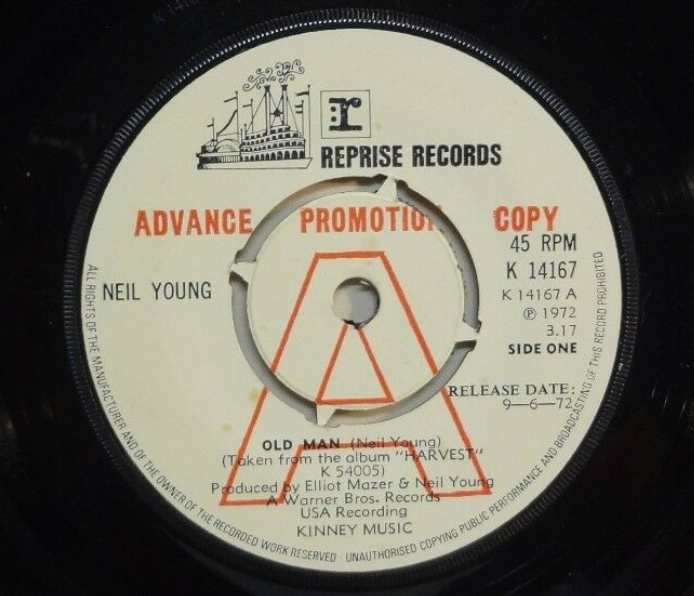 r
REPRISE RECORDS
ADVANCE PROMOTION COPY
45 RPM
K 14167
NEIL YOUNG
K 14167 A
℗ 1972
3.17
SIDE ONE
RELEASE DATE:
9—6—72
A
OLD MAN (Neil Young)
(Taken from the album "HARVEST"
K 54005)
Produced by Elliot Mazer & Neil Young
A Warner Bros. Records
USA Recording
KINNEY MUSIC
ALL RIGHTS OF THE MANUFACTURER AND OF THE OWNER OF THE RECORDED WORK RESERVED · UNAUTHORISED COPYING PUBLIC PERFORMANCE AND BROADCASTING OF THIS RECORD PROHIBITED